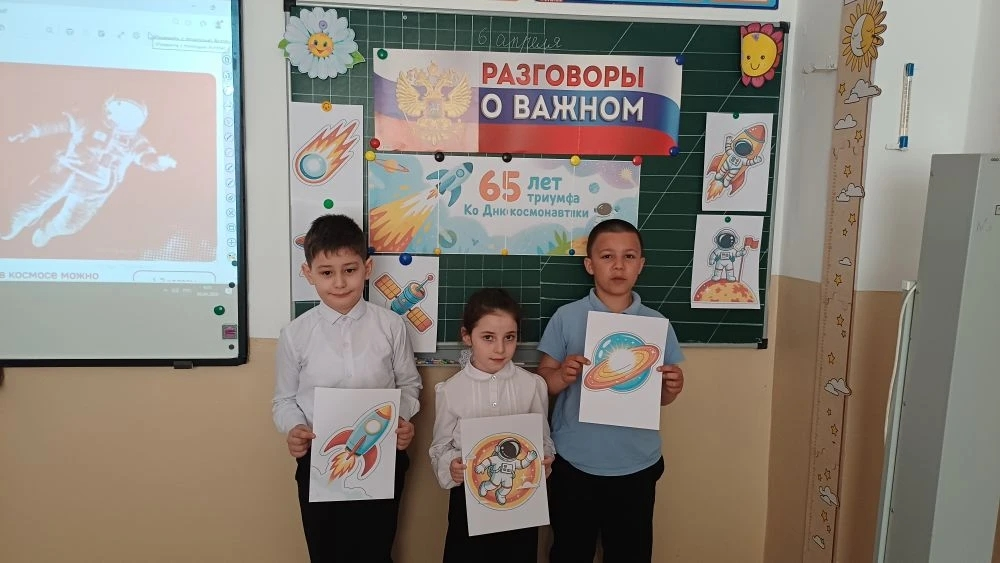 6 апреля
РАЗГОВОРЫ
О ВАЖНОМ
65 лет
триумфа
Ко Дню космонавтики
в космосе можно